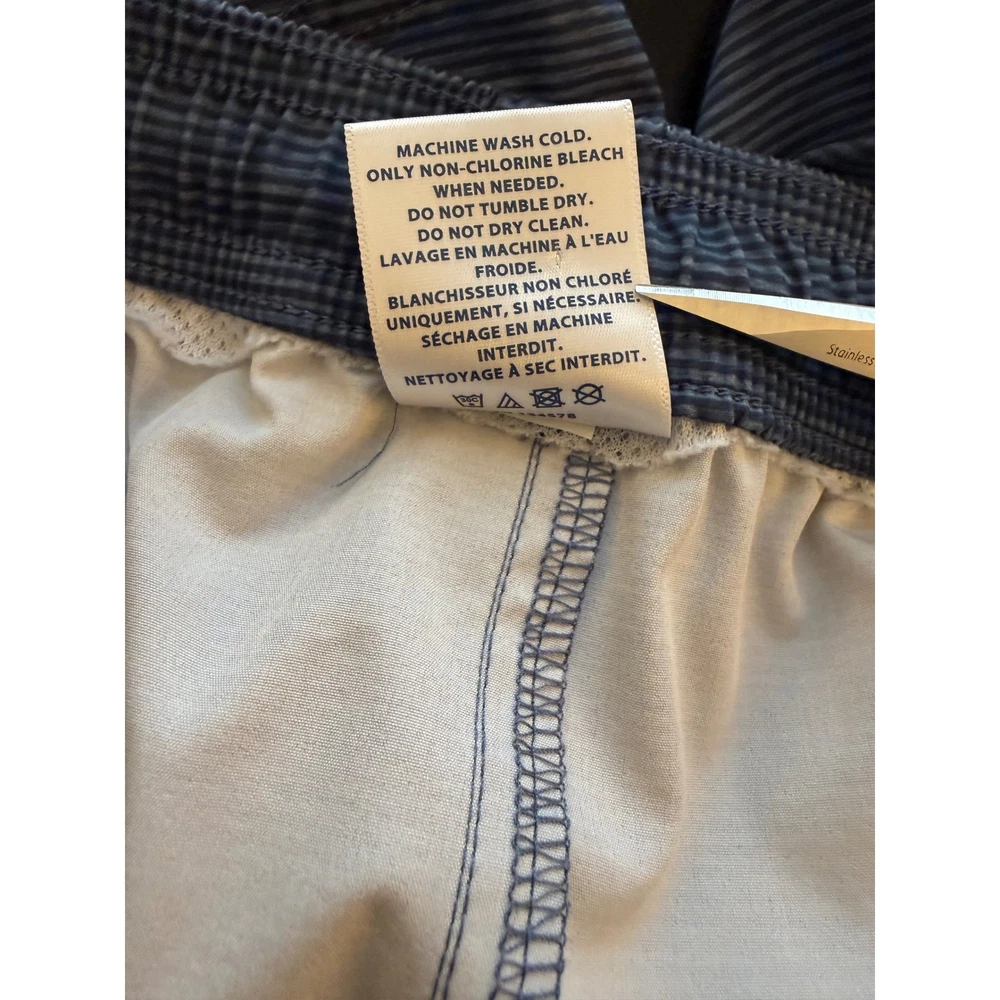 MACHINE WASH COLD.
ONLY NON-CHLORINE BLEACH
WHEN NEEDED.
DO NOT TUMBLE DRY.
DO NOT DRY CLEAN.
LAVAGE EN MACHINE À L'EAU
FROIDE.
BLANCHISSEUR NON CHLORÉ
UNIQUEMENT, SI NÉCESSAIRE.
SÉCHAGE EN MACHINE
INTERDIT.
NETTOYAGE À SEC INTERDIT.
Stainless